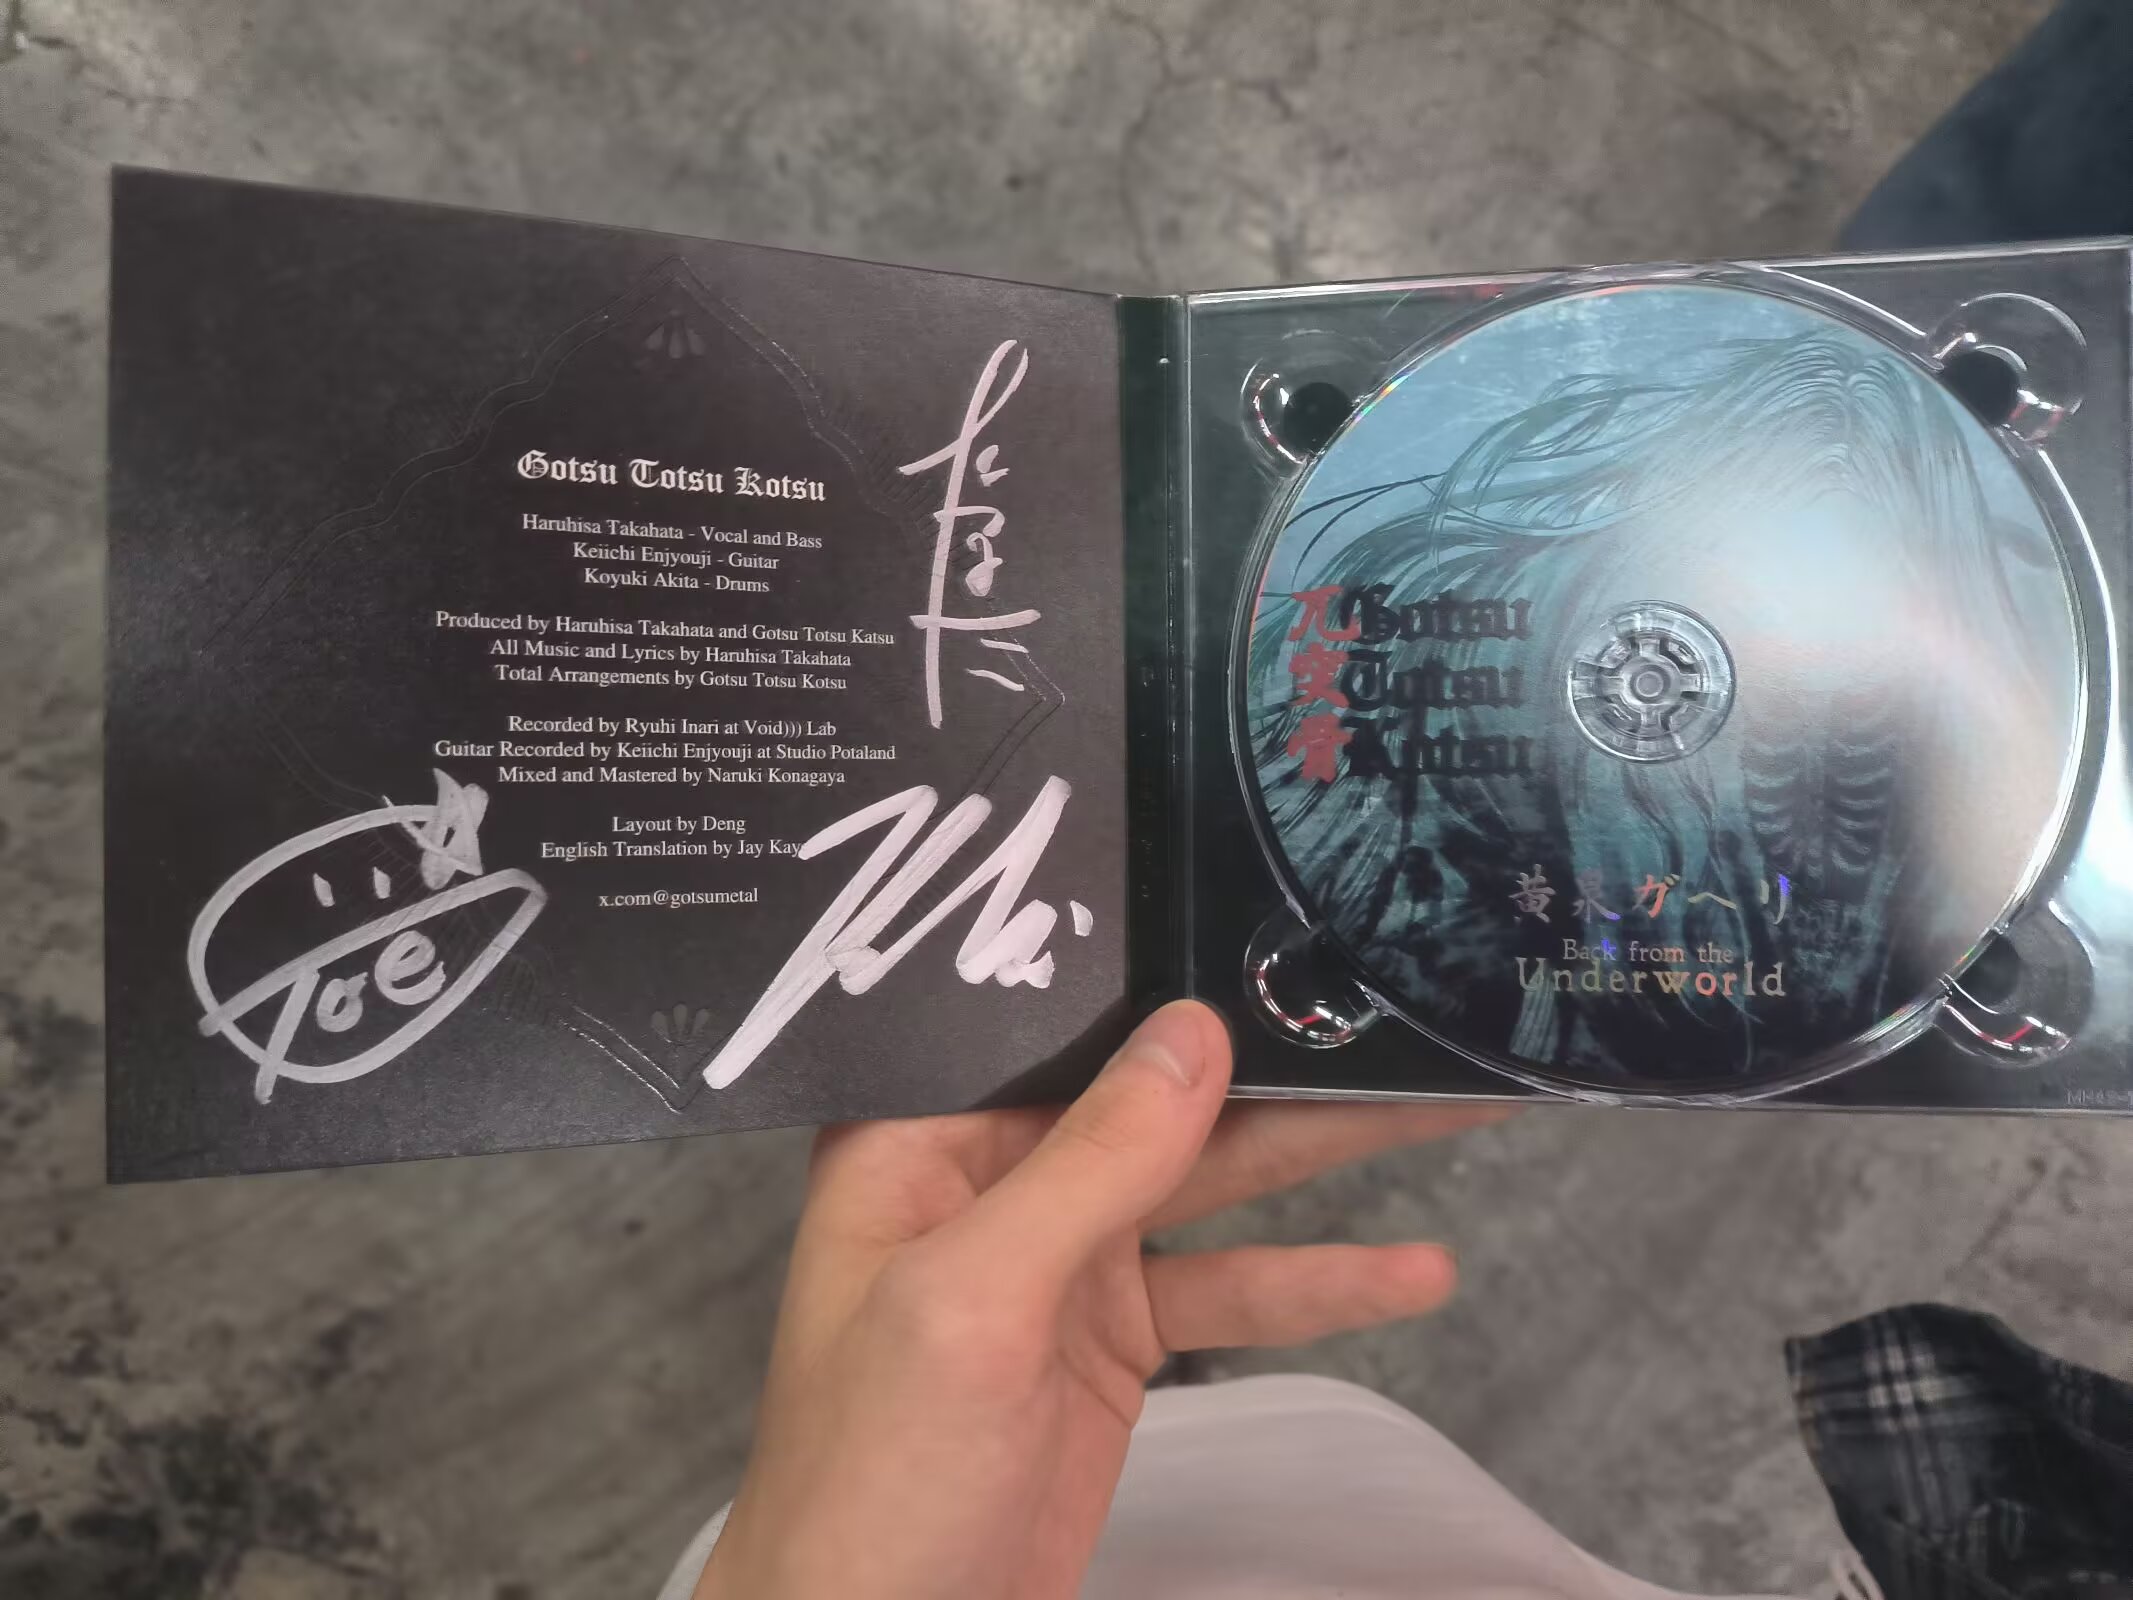 Gotsu Totsu Kotsu
Haruhisa Takahata - Vocal and Bass
Keiichi Enjyouji - Guitar
Koyuki Akita - Drums
Produced by Haruhisa Takahata and Gotsu Totsu Katsu
All Music and Lyrics by Haruhisa Takahata
Total Arrangements by Gotsu Totsu Kotsu
Recorded by Ryuhi Inari at Void))) Lab
Guitar Recorded by Keiichi Enjyouji at Studio Potaland
Mixed and Mastered by Naruki Konagaya
Layout by Deng
English Translation by Jay
x.com@gotsumetal
Toe
兀 Gotsu
突 Totsu
骨 Kotsu
黄泉ガヘリ
Back from the
Underworld